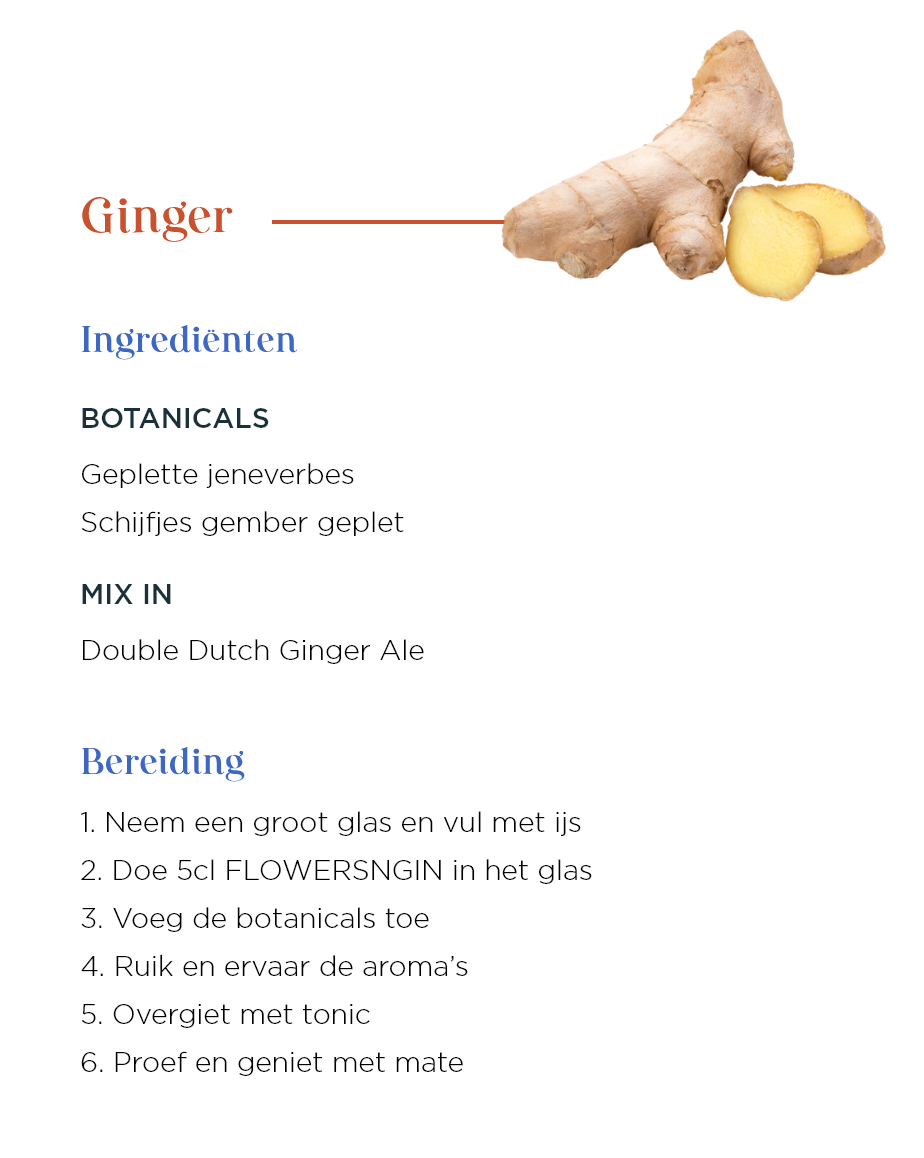 Ginger
Ingrediënten
BOTANICALS
Geplette jeneverbes
Schijfjes gember geplet
MIX IN
Double Dutch Ginger Ale
Bereiding
1. Neem een groot glas en vul met ijs
2. Doe 5cl FLOWERSNGIN in het glas
3. Voeg de botanicals toe
4. Ruik en ervaar de aroma’s
5. Overgiet met tonic
6. Proef en geniet met mate